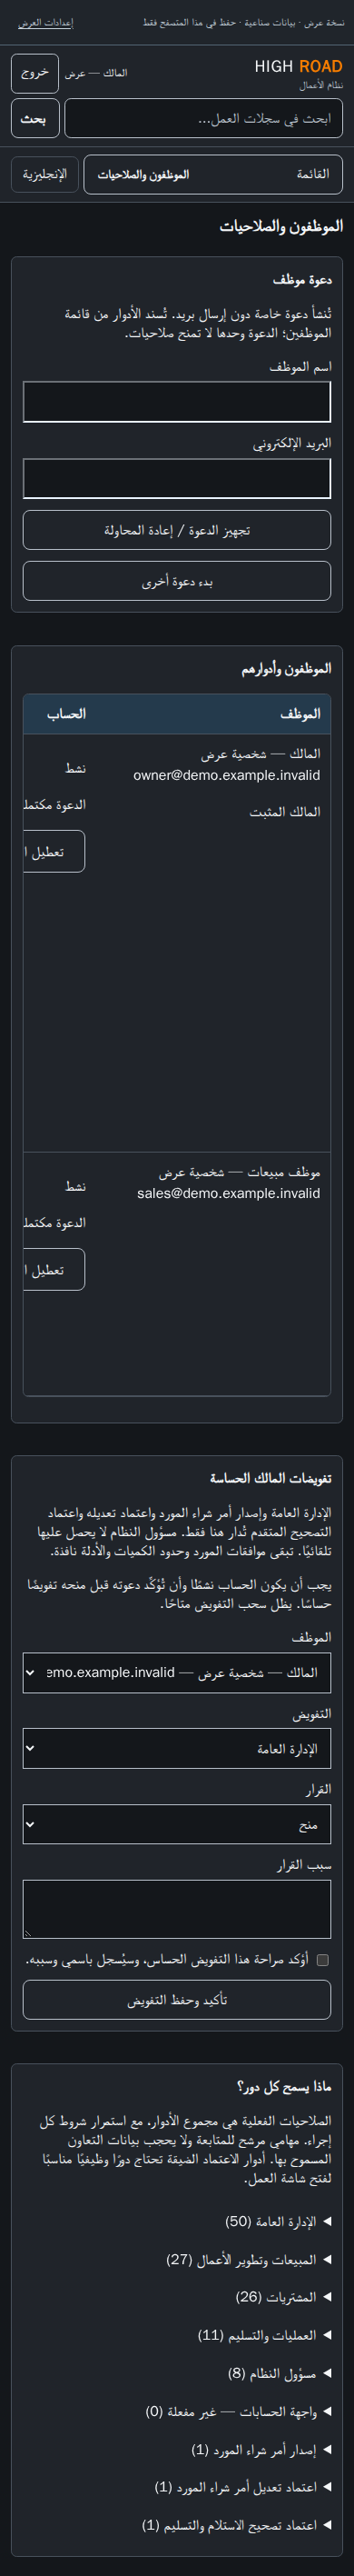 نسخة عرض · بيانات صناعية · حفظ في هذا المتصفح فقط
إعدادات العرض
HIGH ROAD
نظام الأعمال
المالك — عرض
خروج
ابحث في سجلات العمل...
بحث
القائمة
الموظفون والصلاحيات
الإنجليزية
الموظفون والصلاحيات
دعوة موظف
تُنشأ دعوة خاصة دون إرسال بريد. تُسند الأدوار من قائمة
الموظفين؛ الدعوة وحدها لا تمنح صلاحيات.
اسم الموظف
البريد الإلكتروني
تجهيز الدعوة / إعادة المحاولة
بدء دعوة أخرى
الموظفون وأدوارهم
الموظف
الحساب
المالك — شخصية عرض
owner@demo.example.invalid
المالك المثبت
نشط
الدعوة مكتملة
تعطيل ا
موظف مبيعات — شخصية عرض
sales@demo.example.invalid
نشط
الدعوة مكتملة
تعطيل ا
تفويضات المالك الحساسة
الإدارة العامة وإصدار أمر شراء المورد واعتماد تعديله واعتماد
التصحيح المتقدم تُدار هنا فقط. مسؤول النظام لا يحصل عليها
تلقائيًا. تبقى موافقات المورد وحدود الكميات والأدلة نافذة.
يجب أن يكون الحساب نشطًا وأن تُؤكَّد دعوته قبل منحه تفويضًا
حساسًا. يظل سحب التفويض متاحًا.
الموظف
المالك — شخصية عرض — emo.example.invalid
التفويض
الإدارة العامة
القرار
منح
سبب القرار
أؤكد صراحة هذا التفويض الحساس، وسيُسجل باسمي وسببه.
تأكيد وحفظ التفويض
ماذا يسمح كل دور؟
الصلاحيات الفعلية هي مجموع الأدوار، مع استمرار شروط كل
إجراء. مهامي مرشح للمتابعة ولا يحجب بيانات التعاون
المسموح بها. أدوار الاعتماد الضيقة تحتاج دورًا وظيفيًا مناسبًا
لفتح شاشة العمل.
الإدارة العامة (50)
المبيعات وتطوير الأعمال (27)
المشتريات (26)
العمليات والتسليم (11)
مسؤول النظام (8)
واجهة الحسابات — غير مفعلة (0)
إصدار أمر شراء المورد (1)
اعتماد تعديل أمر شراء المورد (1)
اعتماد تصحيح الاستلام والتسليم (1)